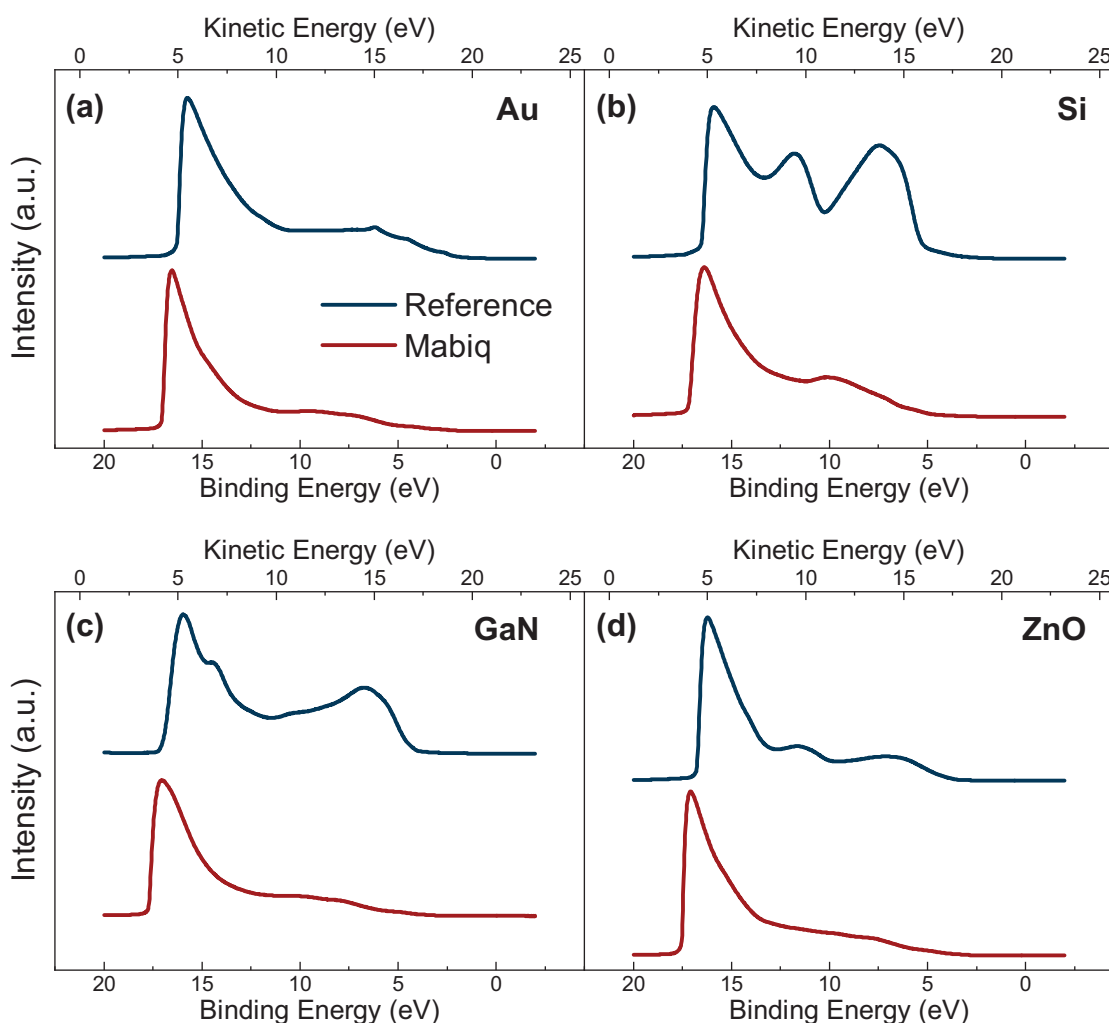 Kinetic Energy (eV) Kinetic Energy (eV)
0 5 10 15 20 25 0 5 10 15 20 25
(a) Au (b) Si
Intensity (a.u.)
Reference
Mabiq
20 15 10 5 0 20 15 10 5 0
Binding Energy (eV) Binding Energy (eV)
Kinetic Energy (eV) Kinetic Energy (eV)
0 5 10 15 20 25 0 5 10 15 20 25
(c) GaN (d) ZnO
Intensity (a.u.)
20 15 10 5 0 20 15 10 5 0
Binding Energy (eV) Binding Energy (eV)